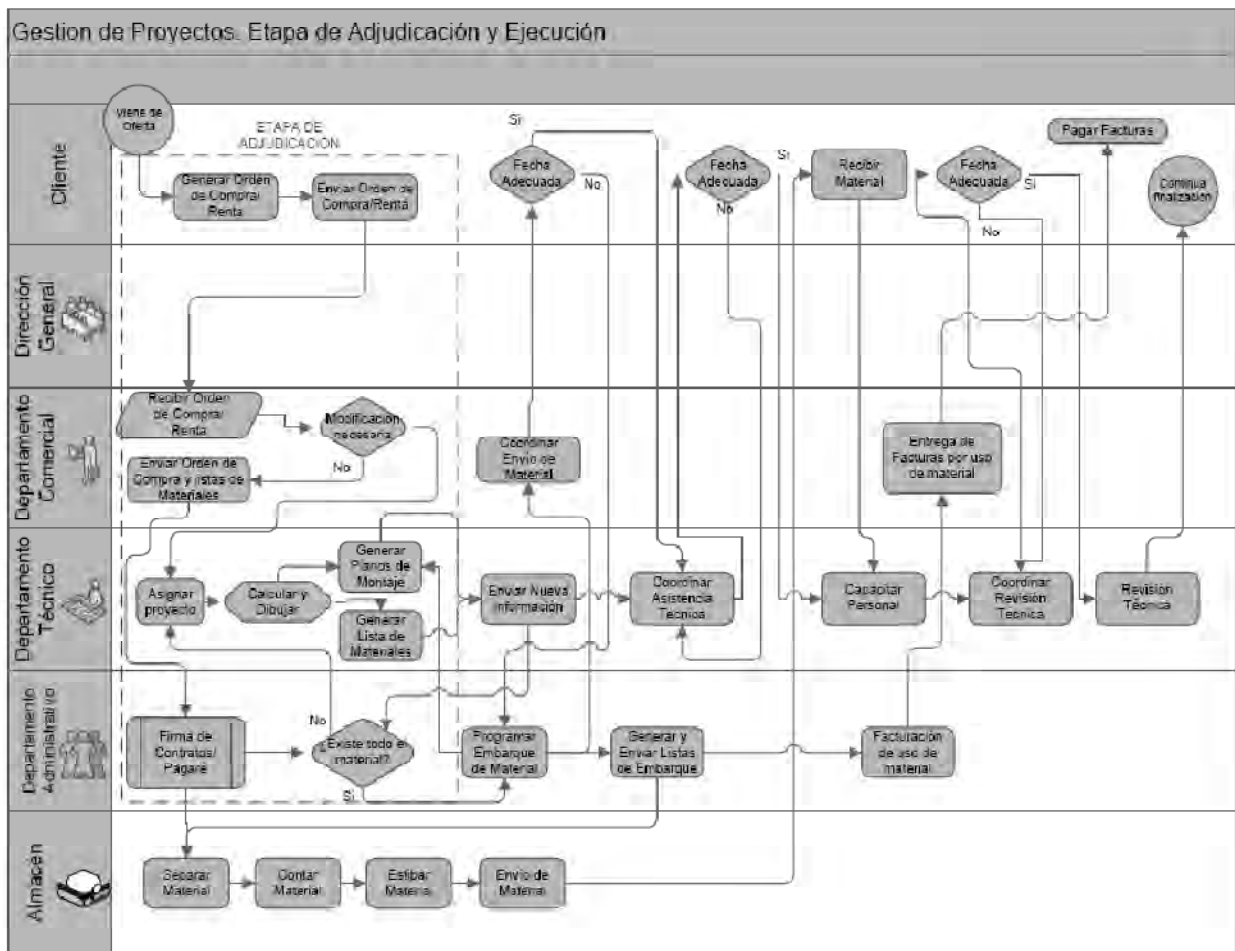 Gestion de Proyectos. Etapa de Adjudicación y Ejecución
Cliente
Viene de
Oferta
ETAPA DE
ADJUDICACIÓN
Generar Orden
de Compra/
Renta
Enviar Orden de
Compra/Renta
Si
Fecha
Adecuada
No
Fecha
Adecuada
Si
No
Recibir
Material
Fecha
Adecuada
Si
No
Pagar Facturas
Continua
finalización
Dirección
General
Departamento
Comercial
Recibir Orden
de Compra/
Renta
Modificación
necesaria
No
Enviar Orden de
Compra y listas de
Materiales
Coordinar
Envio de
Material
Entrega de
Facturas por uso
de material
Departamento
Técnico
Asignar
proyecto
Calcular y
Dibujar
Generar
Planos de
Montaje
Generar
Lista de
Materiales
Enviar Nueva
Información
Coordinar
Asistencia
Técnica
Capacitar
Personal
Coordinar
Revisión
Técnica
Revisión
Técnica
Departamento
Administrativo
Firma de
Contratos/
Pagaré
No
¿Existe todo el
material?
Si
Programar
Embarque
de Material
Generar y
Enviar Listas
de Embarque
Facturación
de uso de
material
Almacén
Separar
Material
Contar
Material
Estibar
Material
Envio de
Material